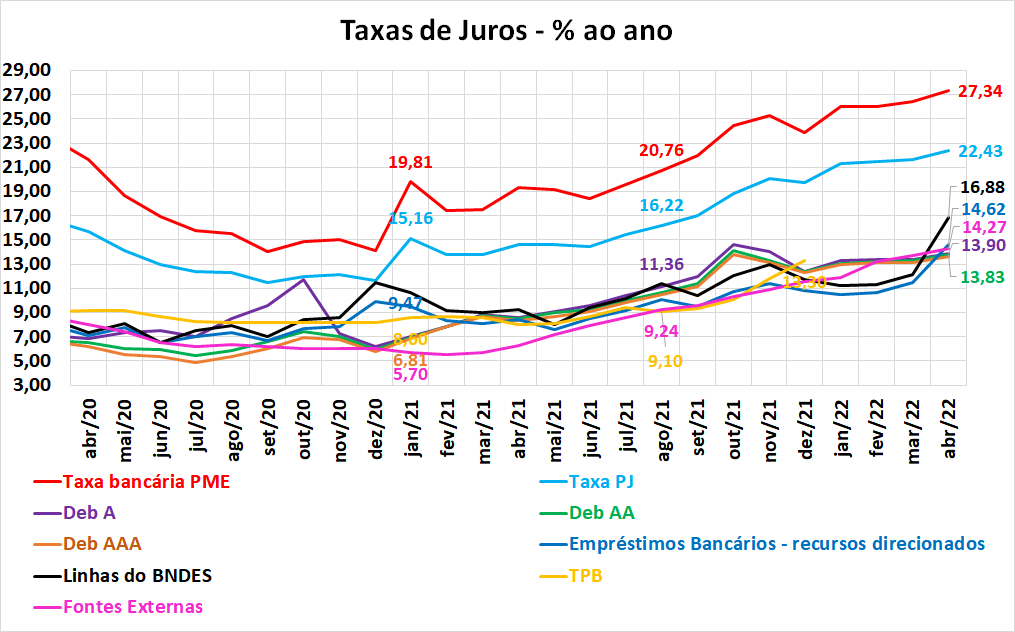 Taxas de Juros - % ao ano
29,00
27,00
25,00
23,00
21,00
19,00
17,00
15,00
13,00
11,00
9,00
7,00
5,00
3,00
27,34
22,43
16,88
14,62
14,27
13,90
13,83
19,81
15,16
9,47
8,60
6,81
5,70
20,76
16,22
11,36
9,24
9,10
13,30
abr/20
mai/20
jun/20
jul/20
ago/20
set/20
out/20
nov/20
dez/20
jan/21
fev/21
mar/21
abr/21
mai/21
jun/21
jul/21
ago/21
set/21
out/21
nov/21
dez/21
jan/22
fev/22
mar/22
abr/22
Taxa bancária PME
Taxa PJ
Deb A
Deb AA
Deb AAA
Empréstimos Bancários - recursos direcionados
Linhas do BNDES
TPB
Fontes Externas